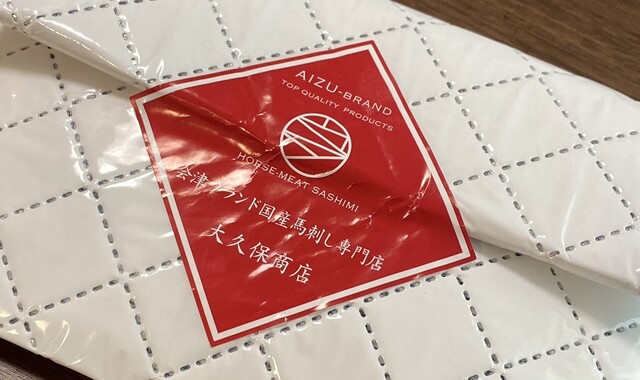 AIZU-BRAND
TOP QUALITY PRODUCTS
HORSE-MEAT SASHIMI
会津ブランド国産馬刺し専門店
大久保商店